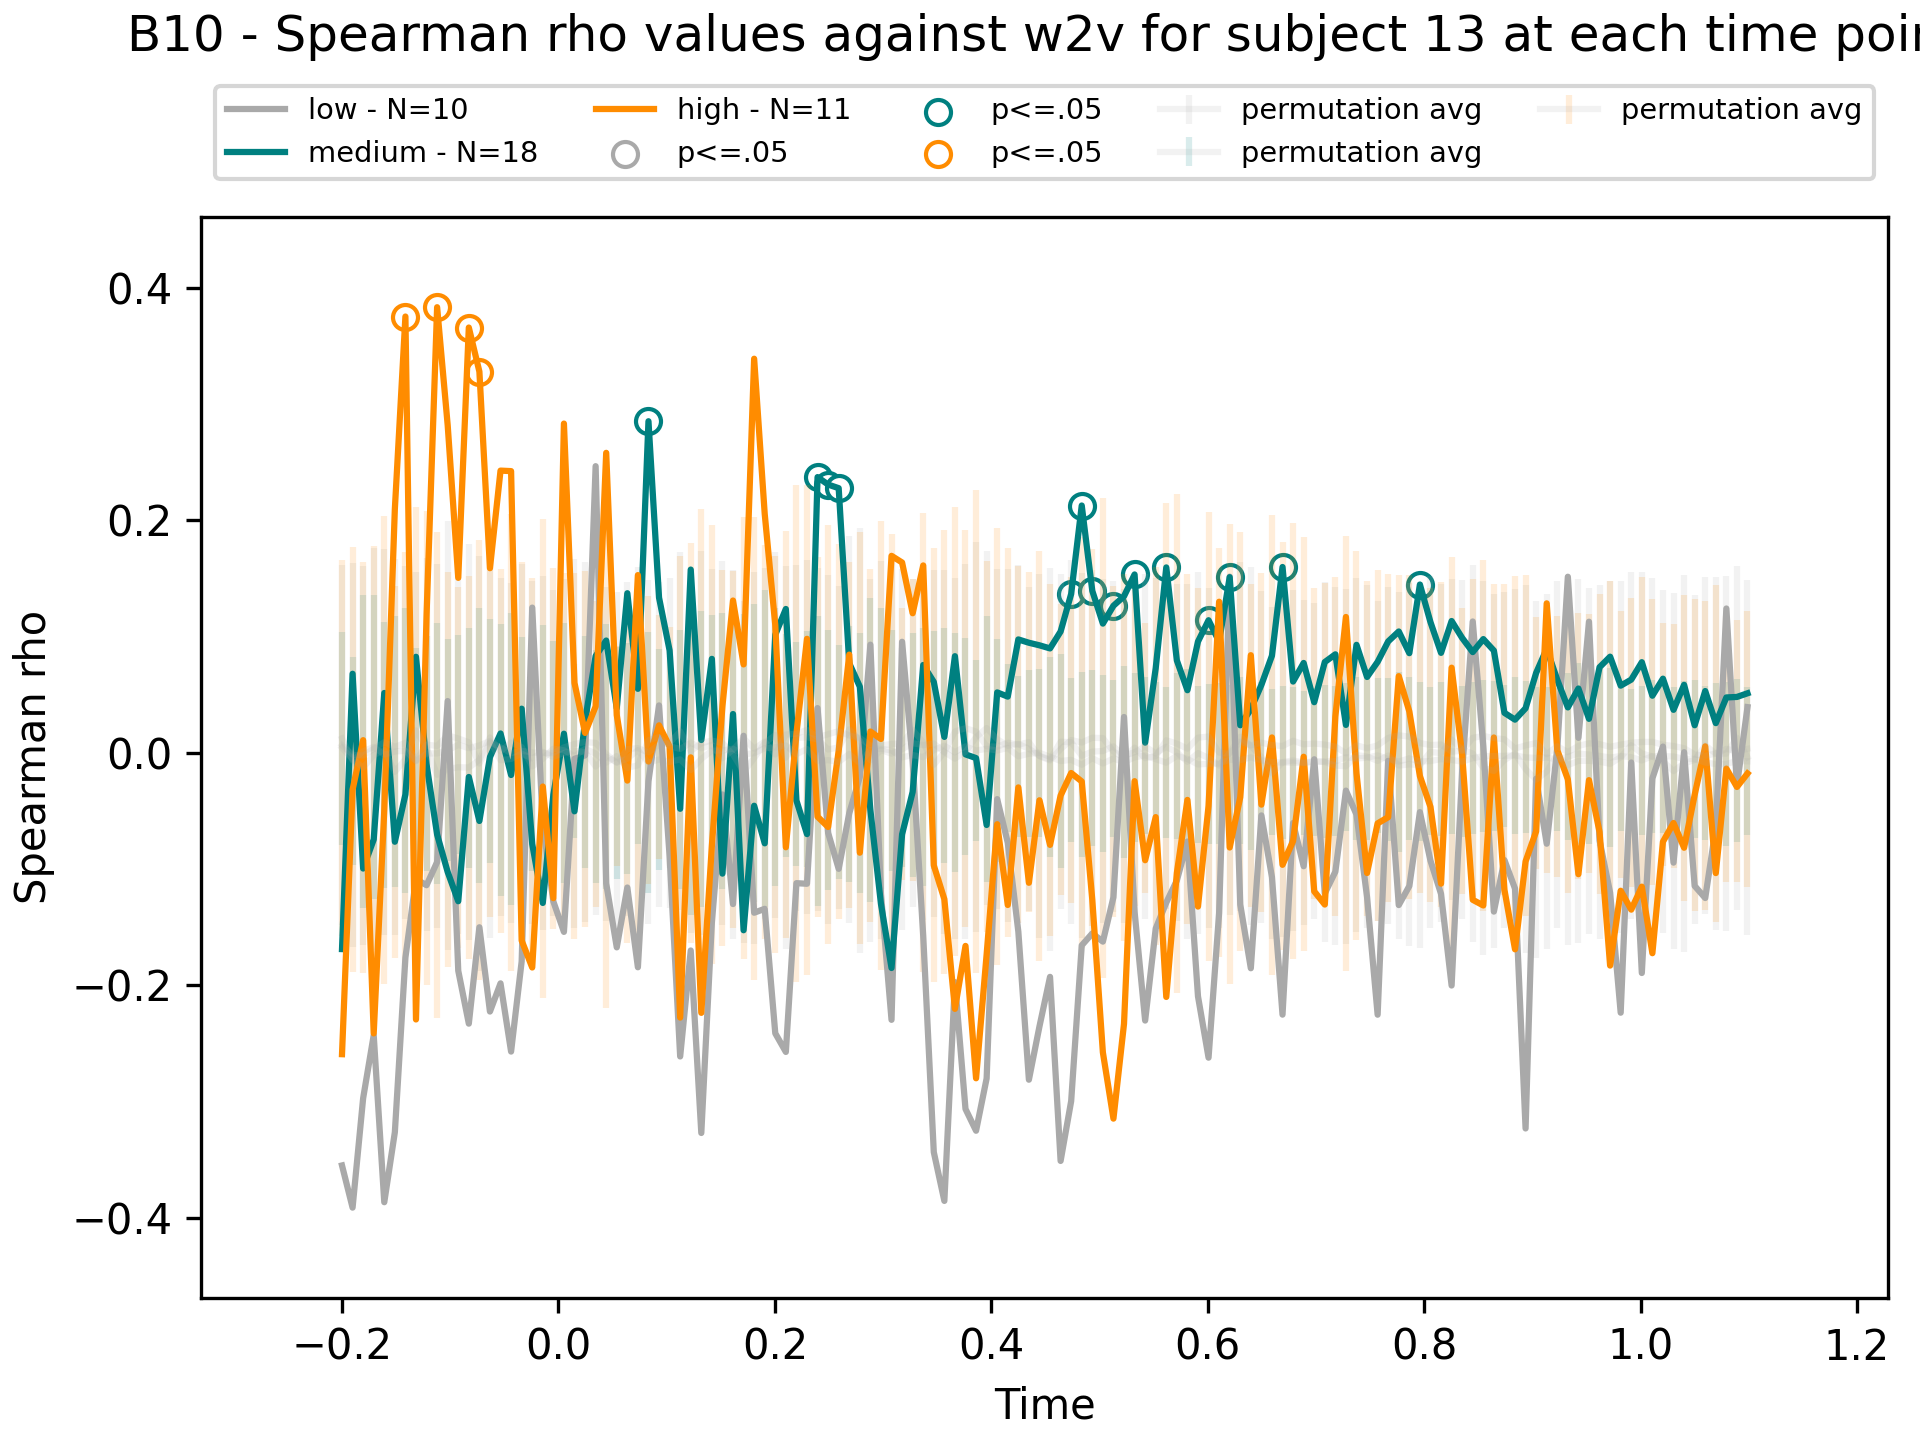 B10 - Spearman rho values against w2v for subject 13 at each time
low - N=10
medium - N=18
high - N=11
p<=.05
p<=.05
p<=.05
permutation avg
permutation avg
permutation avg
Spearman rho
0.4
0.2
0.0
−0.2
−0.4
−0.2
0.0
0.2
0.4
0.6
0.8
1.0
1.2
Time